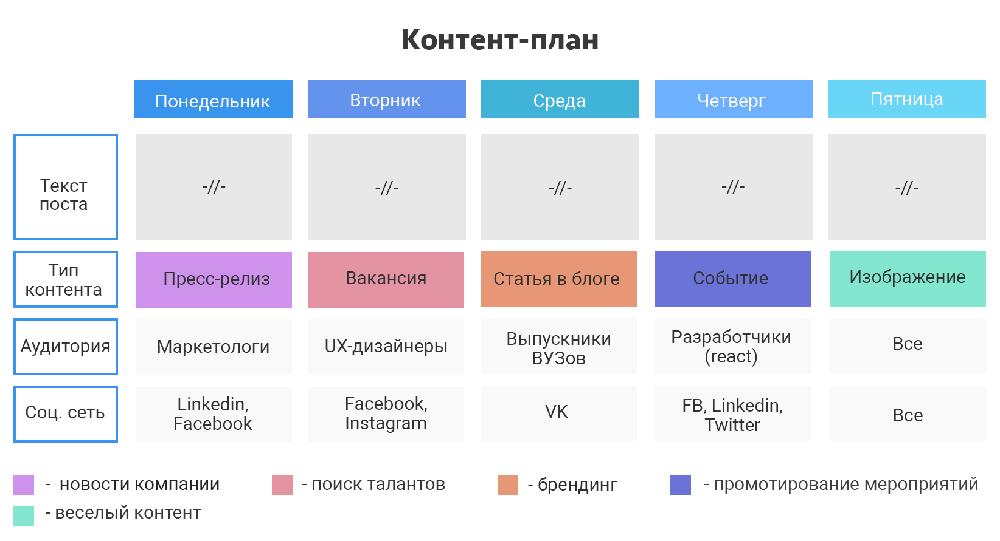 Контент-план
Понедельник Вторник Среда Четверг Пятница
Текст
поста
-//- -//- -//- -//- -//-
Тип
контента
Пресс-релиз Вакансия Статья в блоге Событие Изображение
Аудитория
Маркетологи
UX-дизайнеры
Выпускники
ВУЗов
Разработчики
(react)
Все
Соц. сеть
Linkedin,
Facebook
Facebook,
Instagram
VK
FB, Linkedin,
Twitter
Все
- новости компании
- поиск талантов
- брендинг
- промотирование мероприятий
- веселый контент